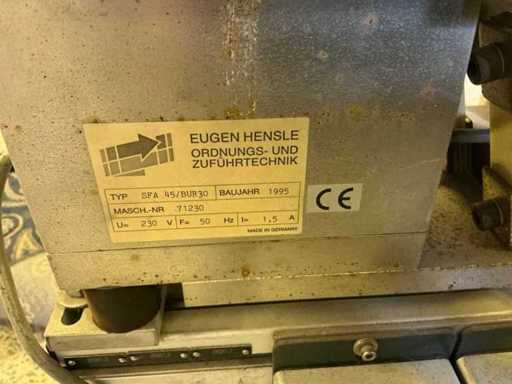 EUGEN HENSLE
ORDNUNGS- UND
ZUFÜHRTECHNIK
TYP SFA 45/BUR30 BAUJAHR 1995
MASCH.-NR .71230
U= 230 V F= 50 Hz I= 1,5 A
MADE IN GERMANY
CE